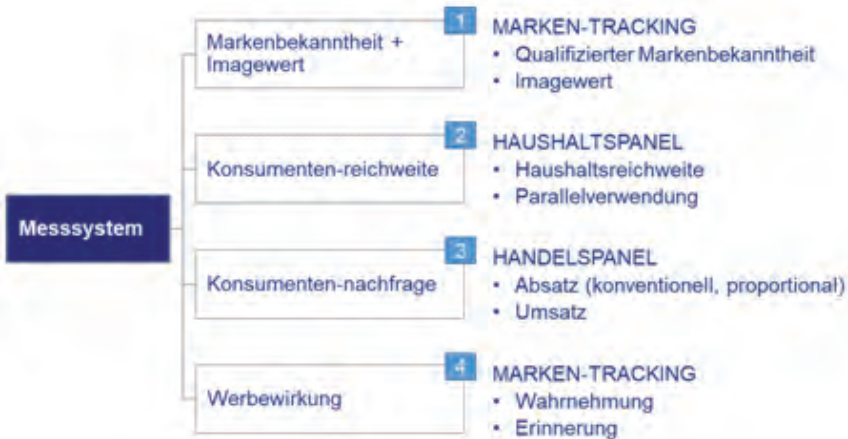 Messsystem
Markenbekanntheit +
Imagewert
1
MARKEN-TRACKING
• Qualifizierter Markenbekanntheit
• Imagewert
Konsumenten-reichweite
2
HAUSHALTSPANEL
• Haushaltsreichweite
• Parallelverwendung
Konsumenten-nachfrage
3
HANDELSPANEL
• Absatz (konventionell, proportional)
• Umsatz
Werbewirkung
4
MARKEN-TRACKING
• Wahrnehmung
• Erinnerung